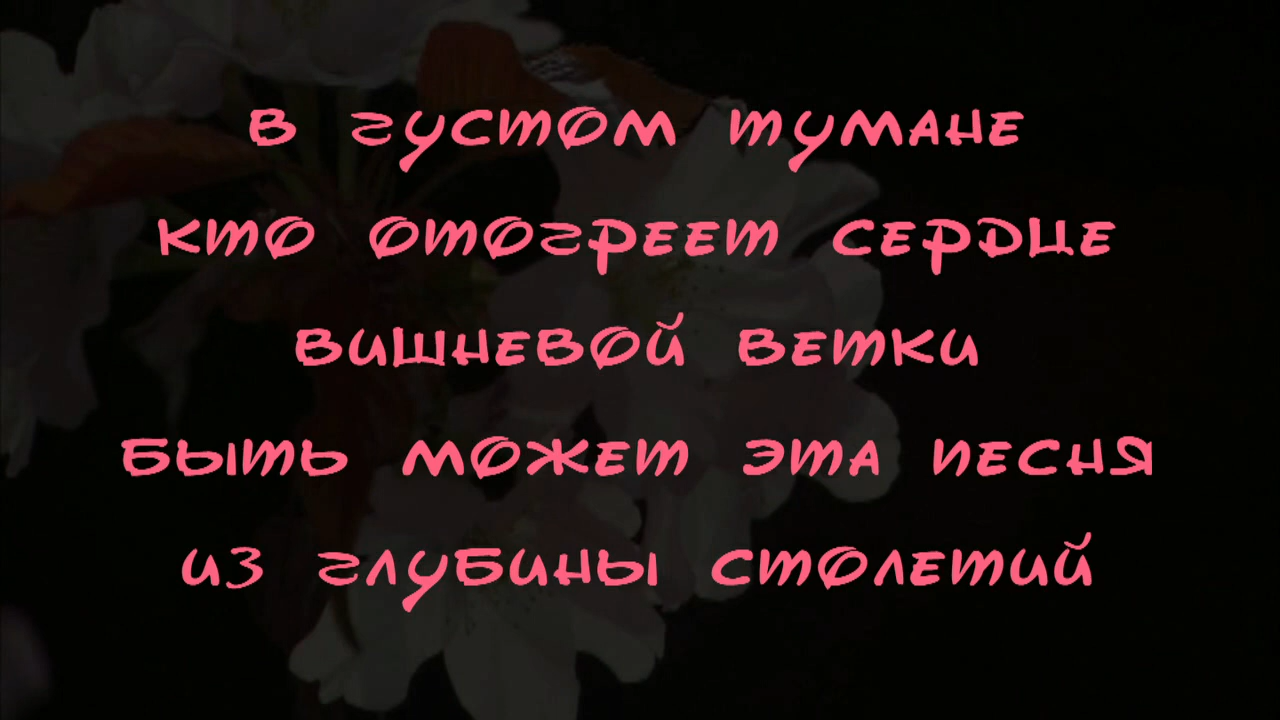 в густом тумане
кто отогреет сердце
вишневой ветки
быть может эта песня
из глубины столетий